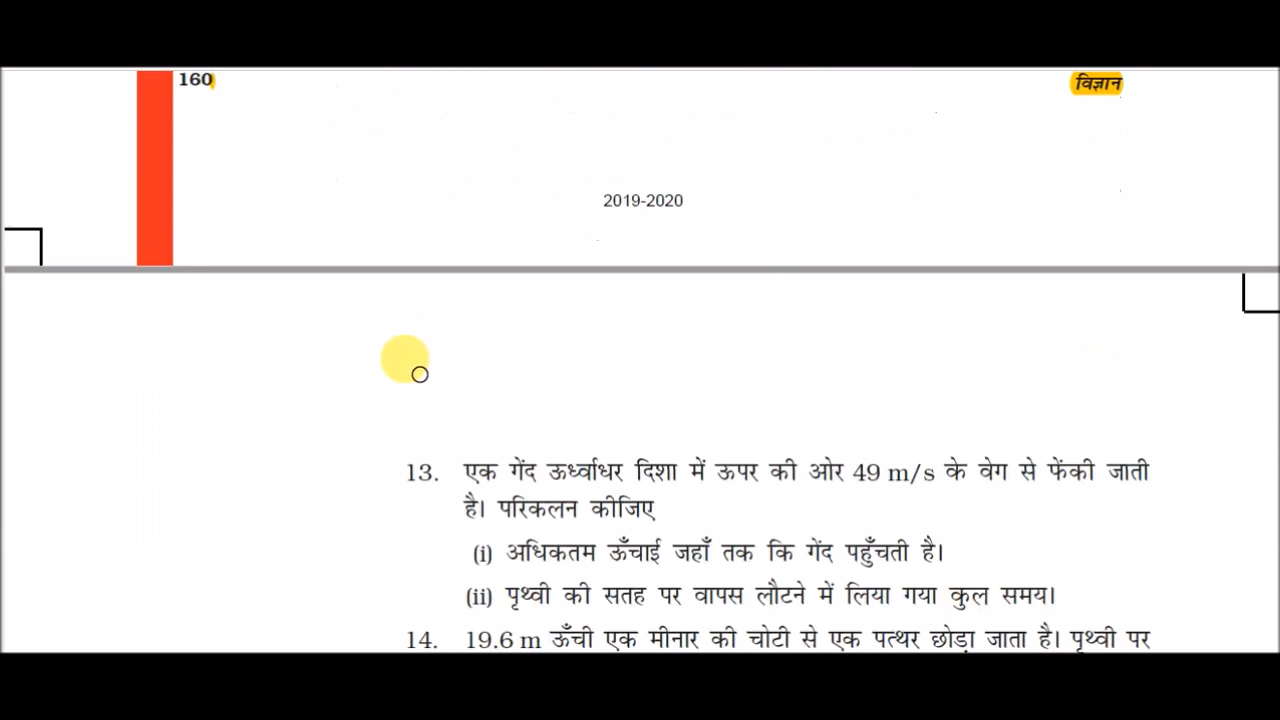 160
विज्ञान
2019-2020
13. एक गेंद ऊर्ध्वाधर दिशा में ऊपर की ओर 49 m/s के वेग से फेंकी जाती
है। परिकलन कीजिए
(i) अधिकतम ऊँचाई जहाँ तक कि गेंद पहुँचती है।
(ii) पृथ्वी की सतह पर वापस लौटने में लिया गया कुल समय।
14. 19.6 m ऊँची एक मीनार की चोटी से एक पत्थर छोड़ा जाता है। पृथ्वी पर